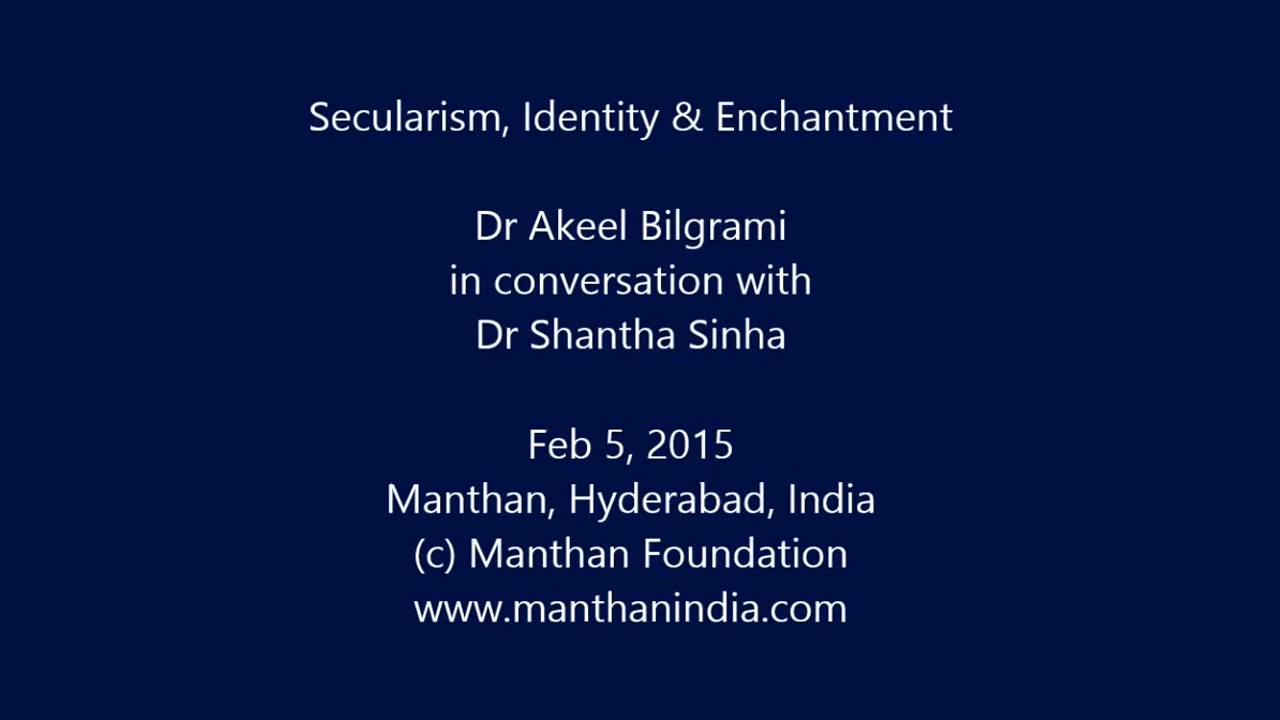 Secularism, Identity & Enchantment
Dr Akeel Bilgrami
in conversation with
Dr Shantha Sinha
Feb 5, 2015
Manthan, Hyderabad, India
(c) Manthan Foundation
www.manthanindia.com